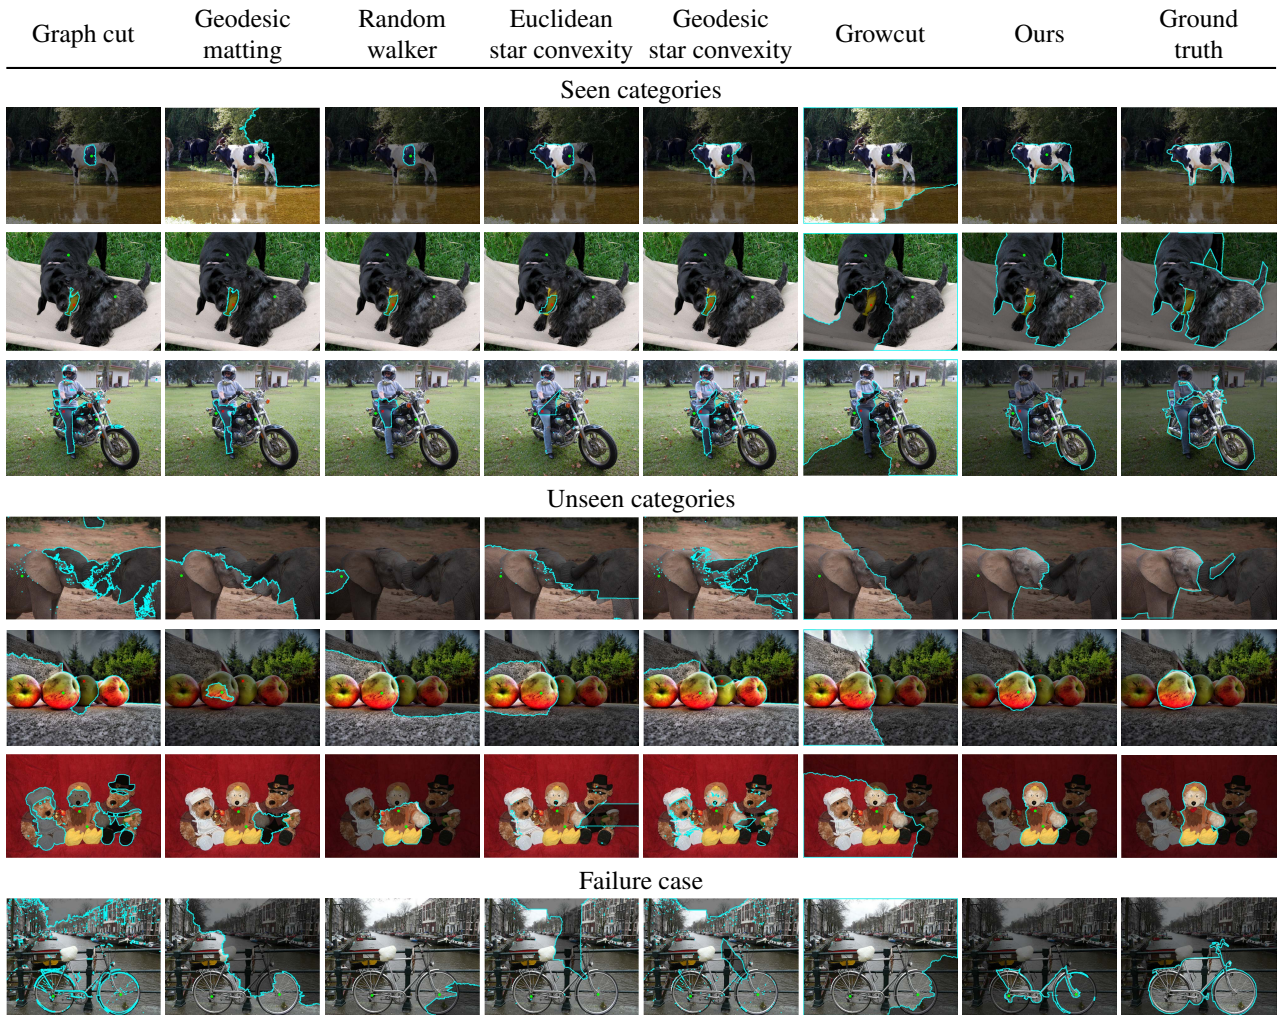 Graph cut
Geodesic
matting
Random
walker
Euclidean
star convexity
Geodesic
star convexity
Growcut
Ours
Ground
truth
Seen categories
Unseen categories
Failure case